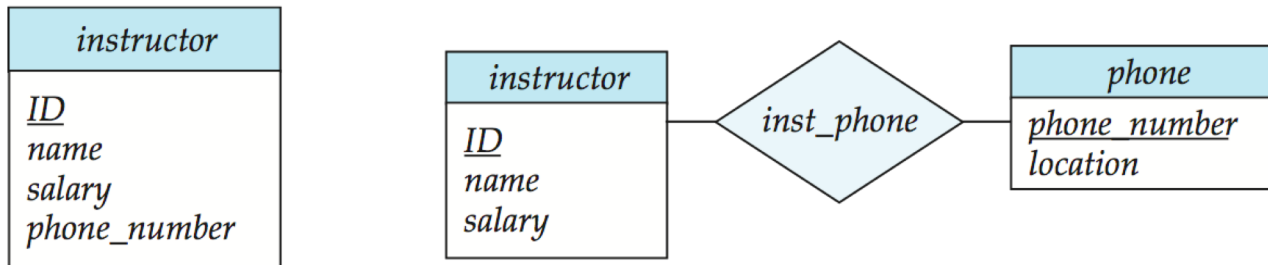 instructor
ID
name
salary
phone_number
instructor
ID
name
salary
inst_phone
phone
phone_number
location